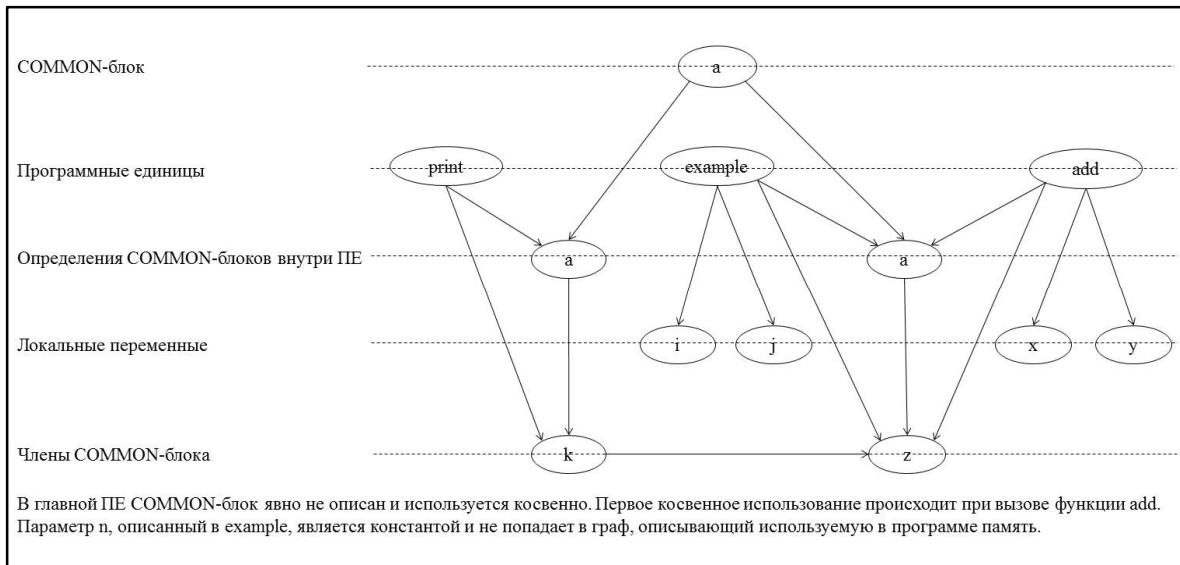 COMMON-блок
a
Программные единицы
print
example
add
Определения COMMON-блоков внутри ПЕ
a
a
Локальные переменные
i
j
x
y
Члены COMMON-блока
k
z
В главной ПЕ COMMON-блок явно не описан и используется косвенно. Первое косвенное использование происходит при вызове функции add.
Параметр n, описанный в example, является константой и не попадает в граф, описывающий используемую в программе память.